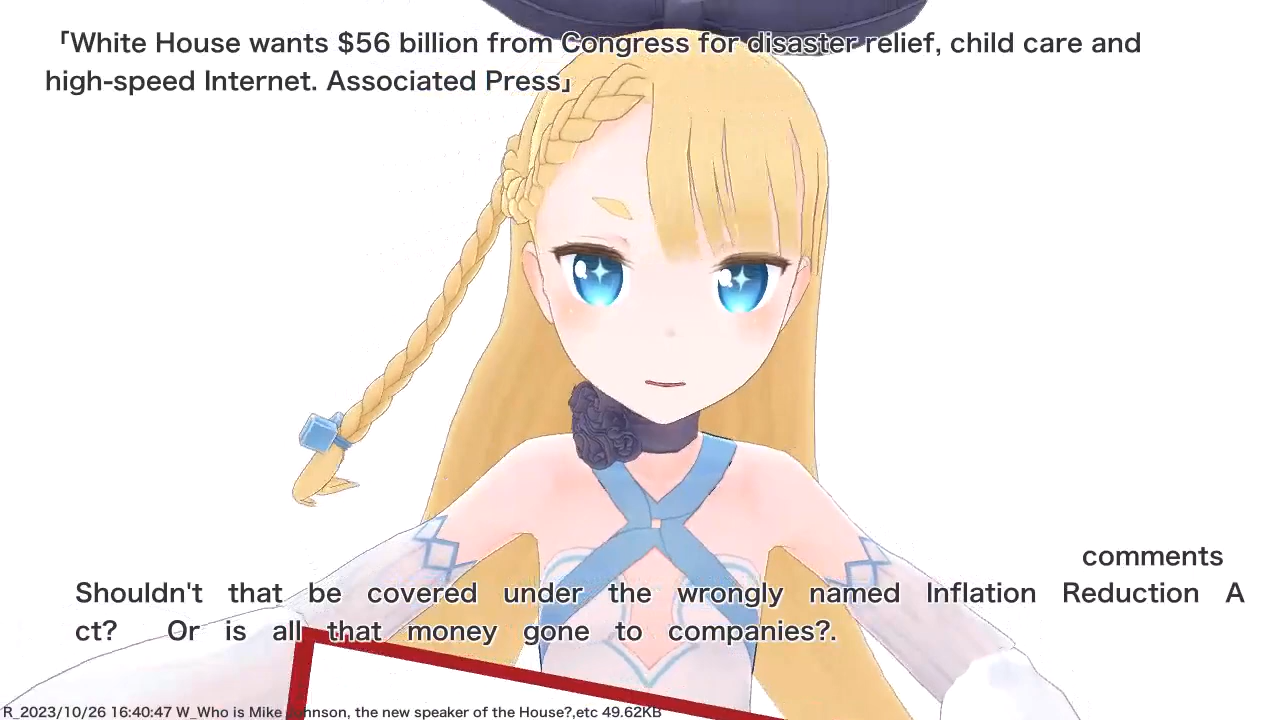 「White House wants $56 billion from Congress for disaster relief, child care and
high-speed Internet. Associated Press」
comments
Shouldn't that be covered under the wrongly named Inflation Reduction A
ct? Or is all that money gone to companies?.
R_2023/10/26 16:40:47 W_Who is Mike Johnson, the new speaker of the House?,etc 49.62KB